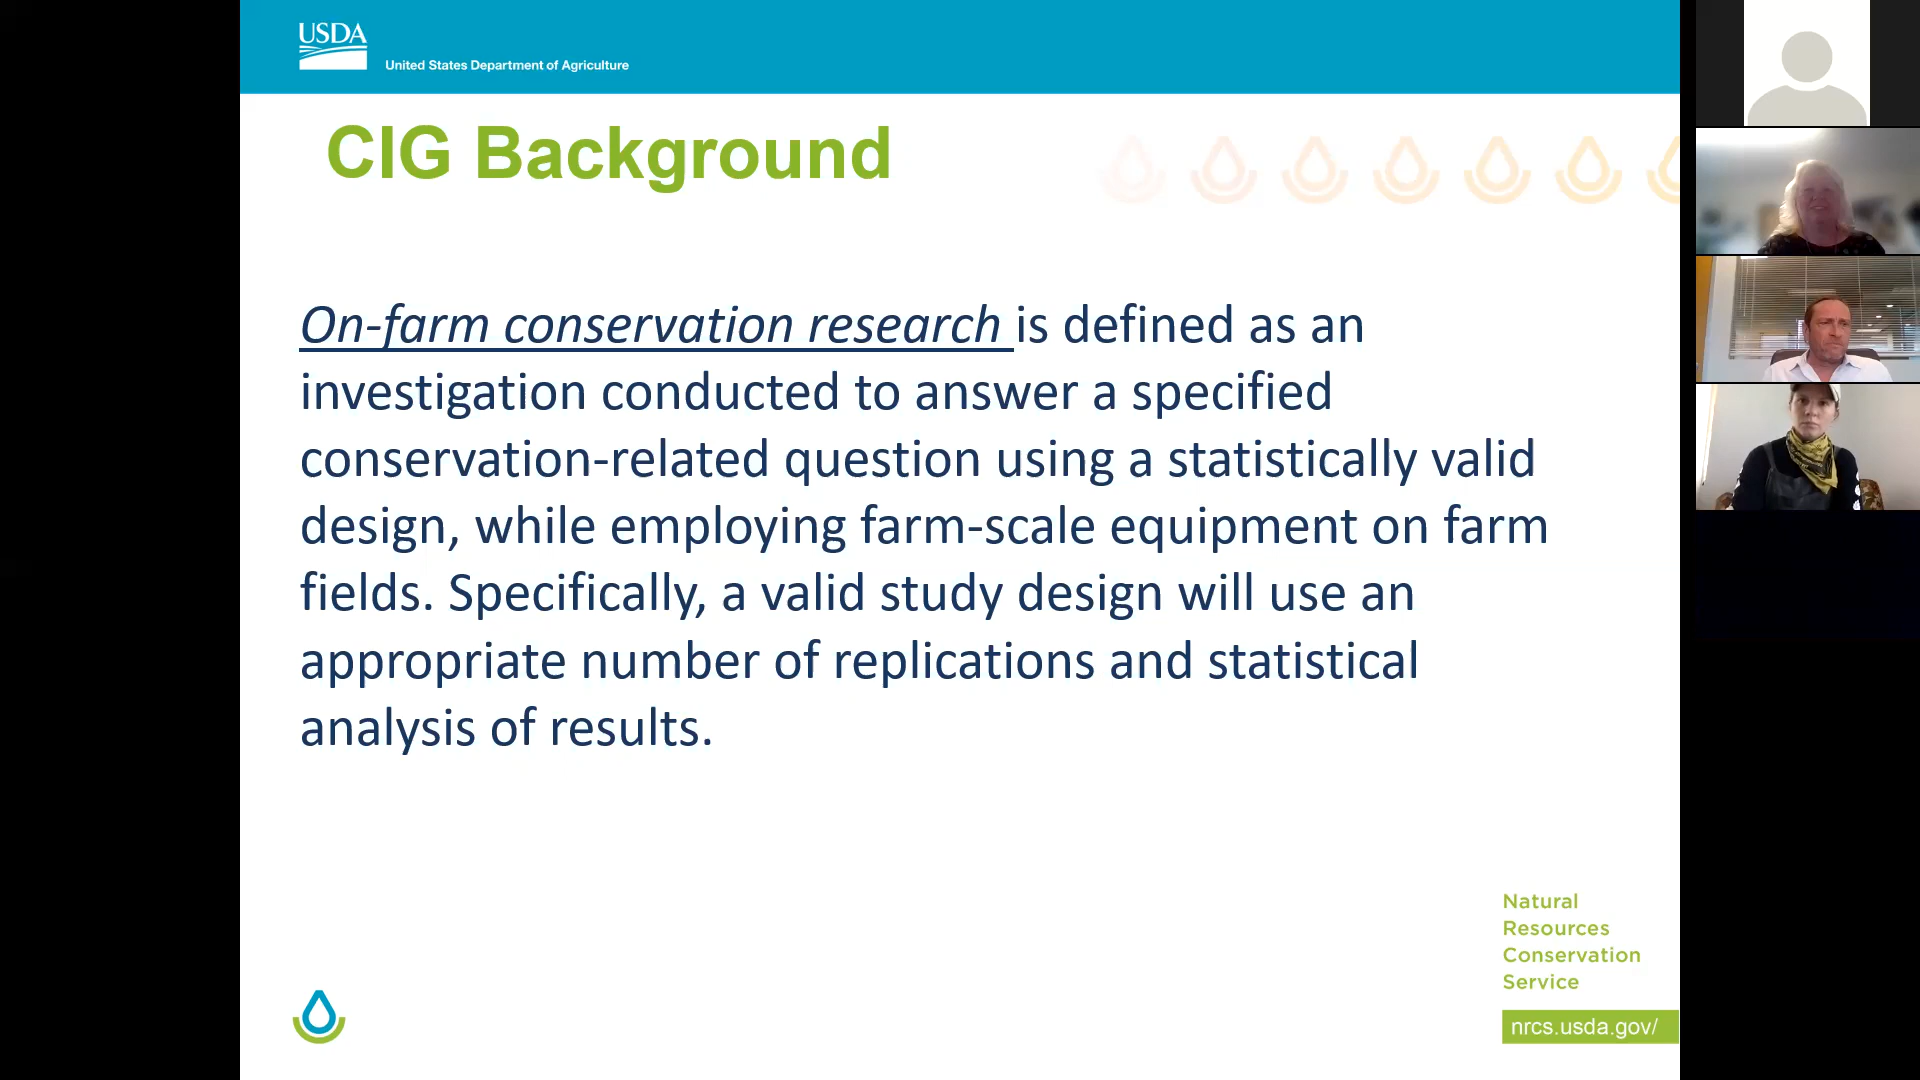 USDA
United States Department of Agriculture
CIG Background
On-farm conservation research is defined as an
investigation conducted to answer a specified
conservation-related question using a statistically valid
design, while employing farm-scale equipment on farm
fields. Specifically, a valid study design will use an
appropriate number of replications and statistical
analysis of results.
Natural
Resources
Conservation
Service
nrcs.usda.gov/